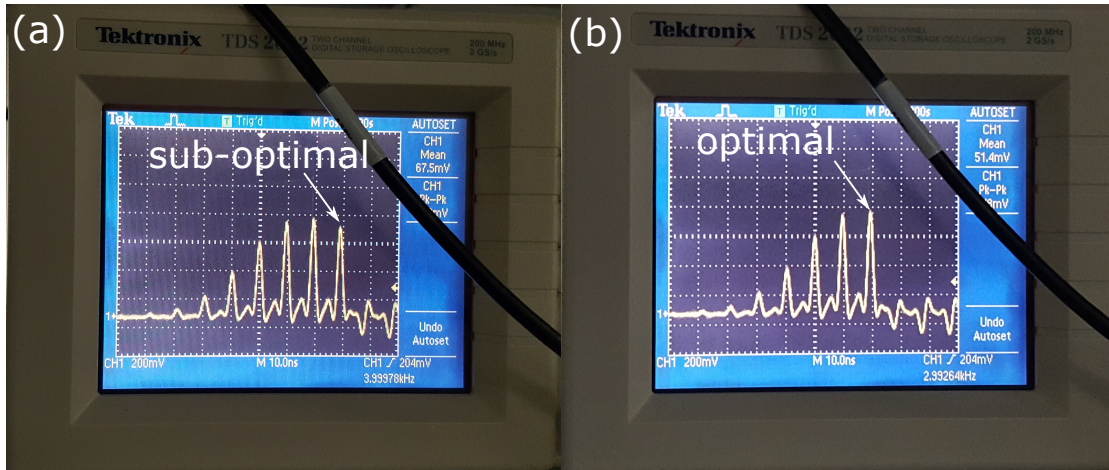 (a)
Tektronix TDS
TWO CHANNEL
DIGITAL STORAGE OSCILLOSCOPE
200 MHz
2 GS/s
Tek
T Trig'd
M Pos
AUTOSET
CH1
Mean
67.5mV
CH1
Pk-Pk
sub-optimal
1
Undo
Autoset
CH1 200mV
M 10.0ns
CH1 204mV
3.99978kHz
(b)
Tektronix TDS
TWO CHANNEL
DIGITAL STORAGE OSCILLOSCOPE
200 MHz
2 GS/s
Tek
T Trig'd
M Pos
AUTOSET
CH1
Mean
51.4mV
CH1
Pk-Pk
optimal
1
Undo
Autoset
CH1 200mV
M 10.0ns
CH1 204mV
2.99264kHz